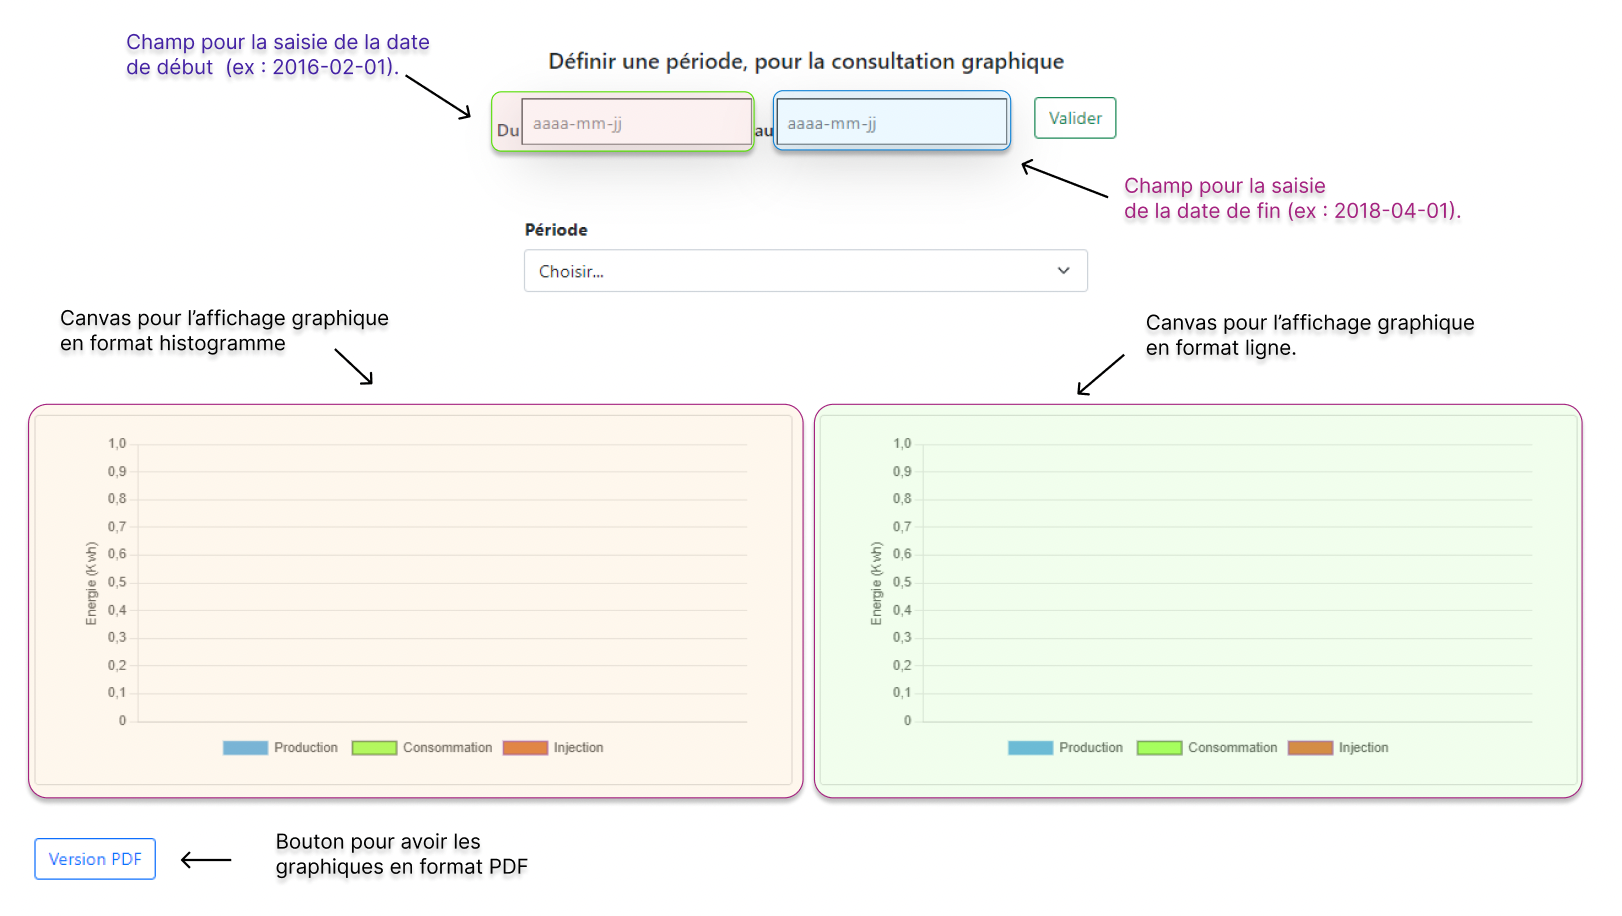 Champ pour la saisie de la date
de début  (ex : 2016-02-01).
Définir une période, pour la consultation graphique
Du aaaa-mm-jj au aaaa-mm-jj Valider
Champ pour la saisie
de la date de fin (ex : 2018-04-01).
Période
Choisir...
Canvas pour l’affichage graphique
en format histogramme
Canvas pour l’affichage graphique
en format ligne.
Energie (Kwh)
1,0
0,9
0,8
0,7
0,6
0,5
0,4
0,3
0,2
0,1
0
Production Consommation Injection
Energie (Kwh)
1,0
0,9
0,8
0,7
0,6
0,5
0,4
0,3
0,2
0,1
0
Production Consommation Injection
Version PDF
Bouton pour avoir les
graphiques en format PDF